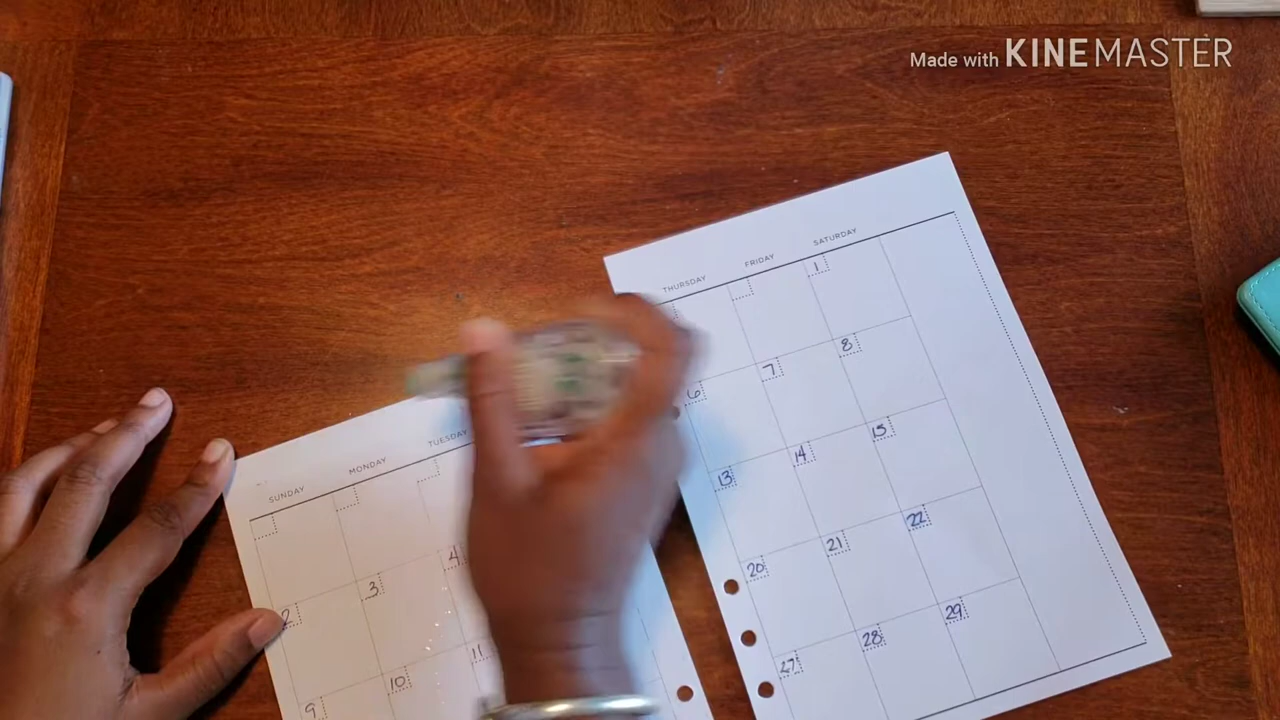 Made with KINEMASTER
THURSDAY FRIDAY SATURDAY
1
6 7 8
13 14 15
20 21 22
27 28 29
SUNDAY MONDAY TUESDAY
2 3 4
9 10 11